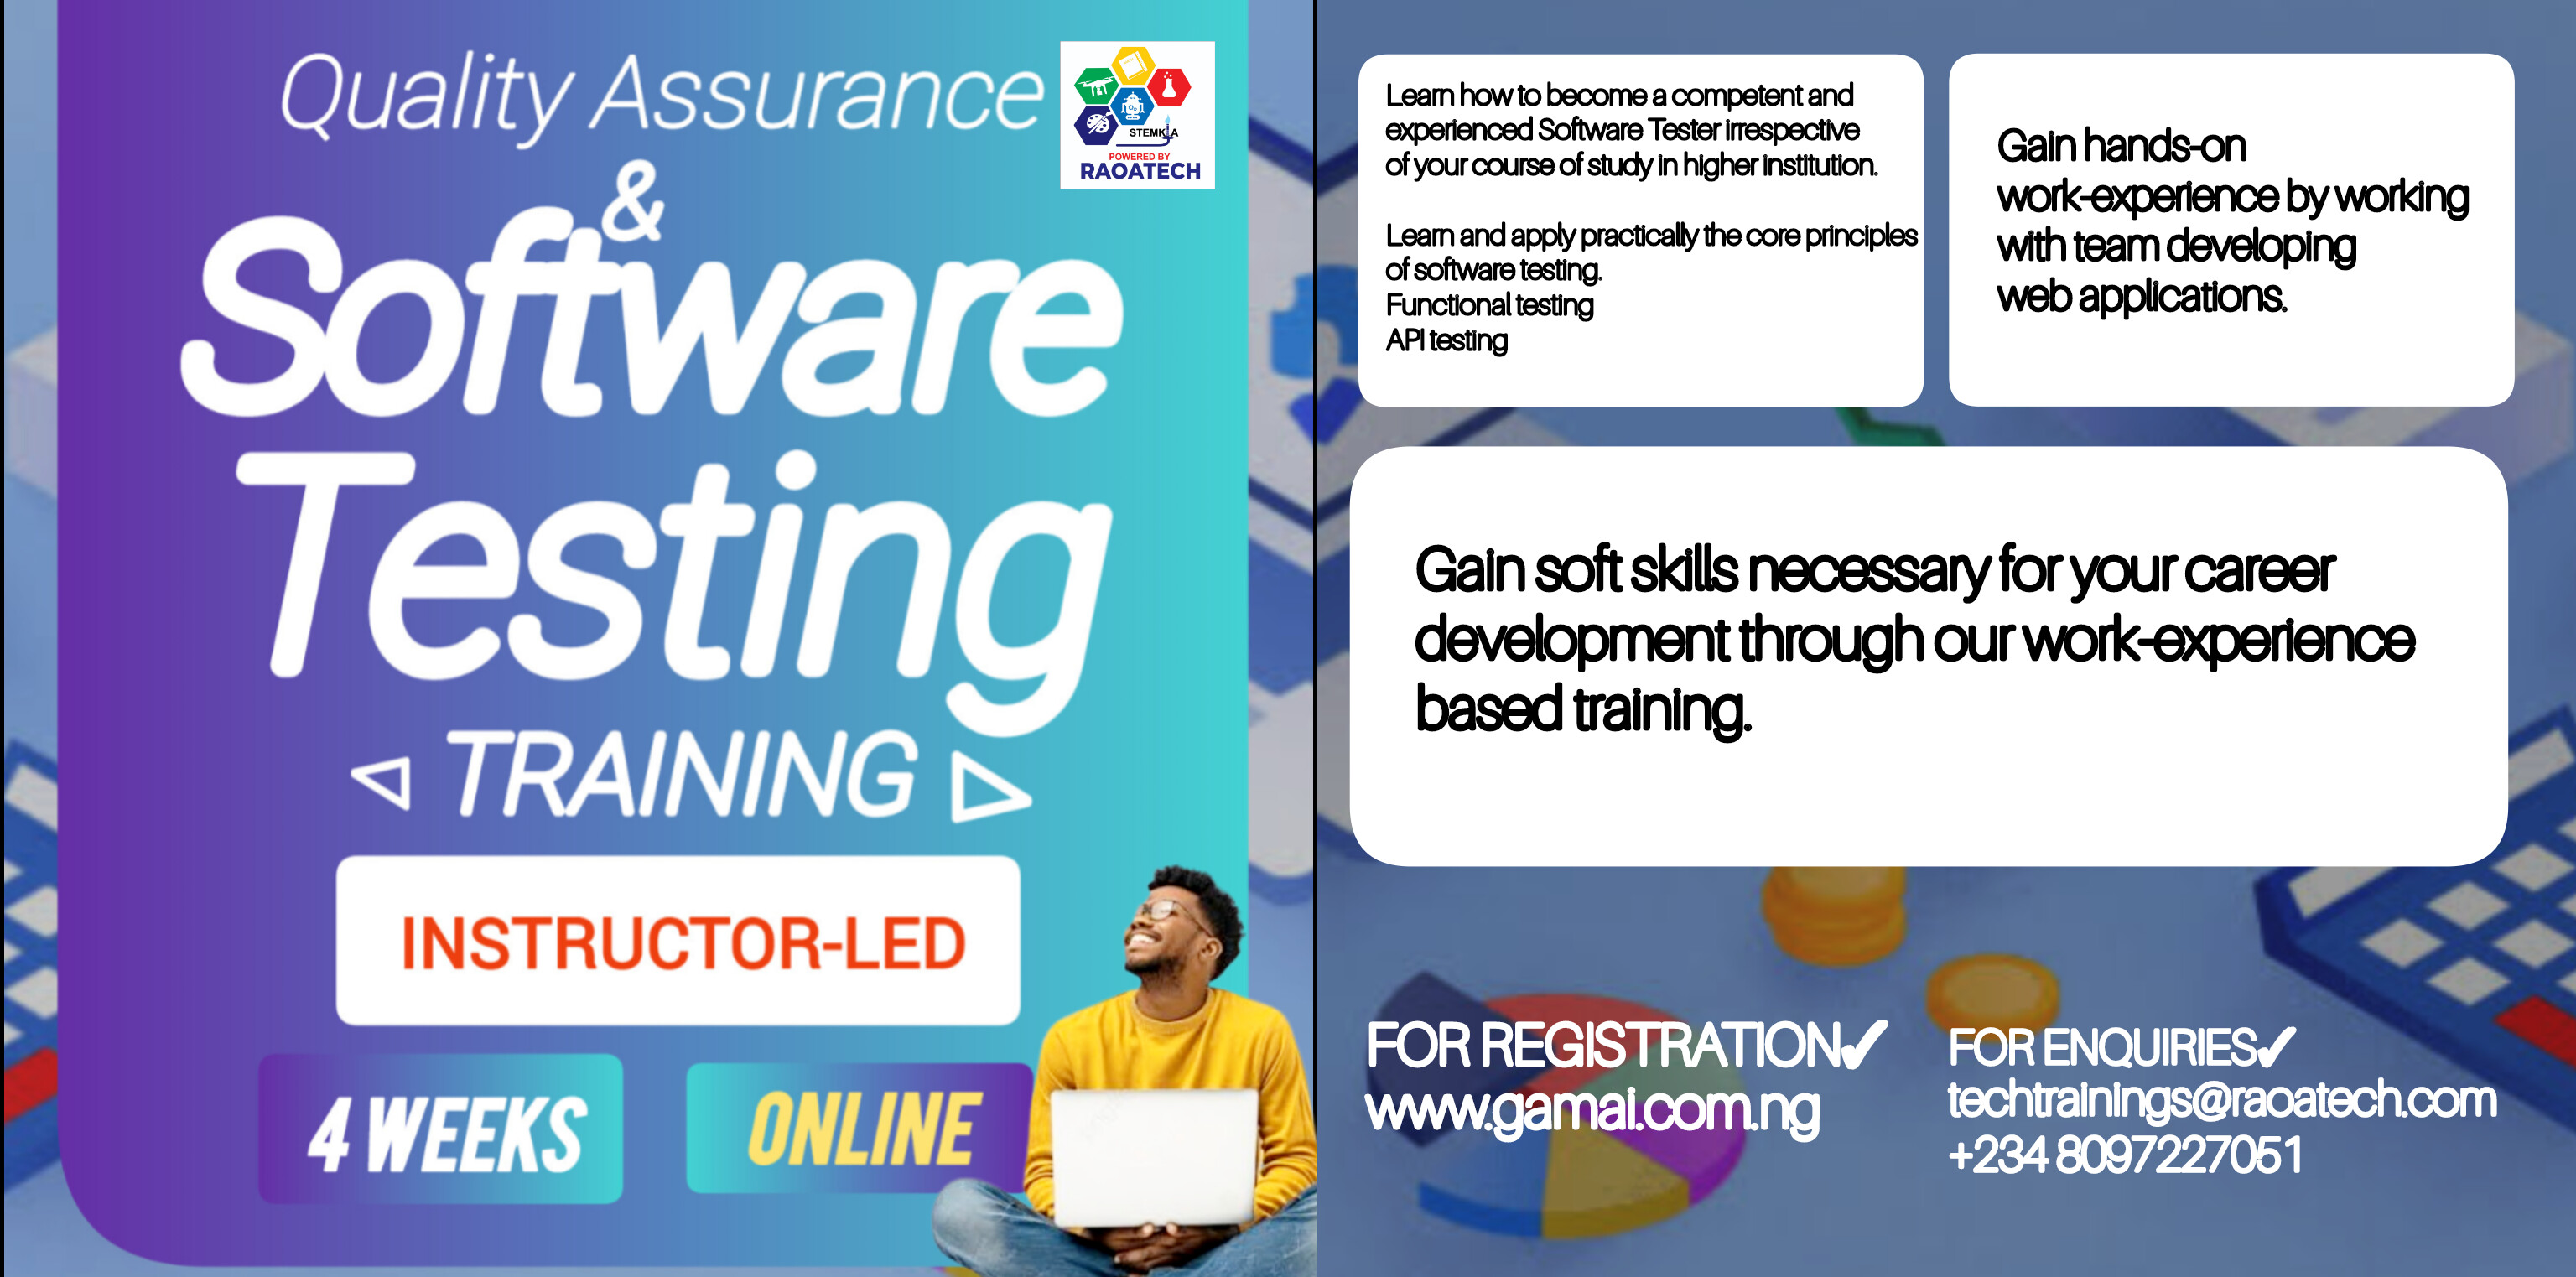 Quality Assurance
&
Software
Testing
TRAINING
INSTRUCTOR-LED
4 WEEKS
ONLINE
STEMKLA
POWERED BY
RAOATECH
Learn how to become a competent and
experienced Software Tester irrespective
of your course of study in higher institution.
Learn and apply practically the core principles
of software testing.
Functional testing
API testing
Gain hands-on
work-experience by working
with team developing
web applications.
Gain soft skills necessary for your career
development through our work-experience
based training.
FOR REGISTRATION✓
www.gamai.com.ng
FOR ENQUIRIES✓
techtrainings@raoatech.com
+234 8097227051